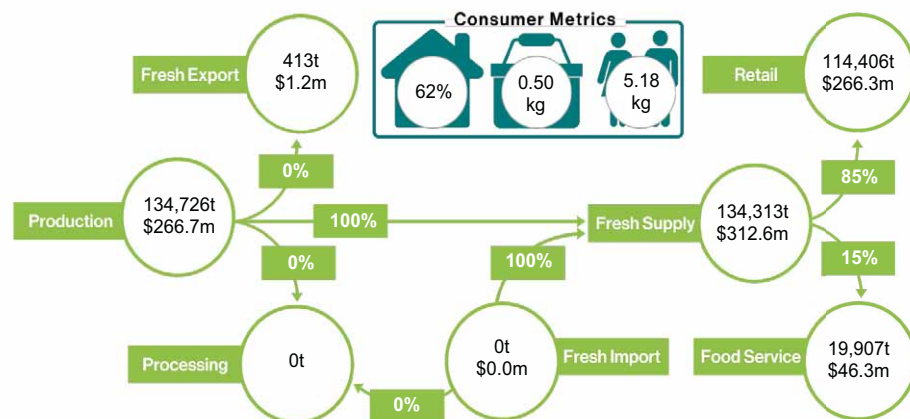 Consumer Metrics
Fresh Export
413t
$1.2m
62%
0.50
kg
5.18
kg
Retail
114,406t
$266.3m
0%
85%
Production
134,726t
$266.7m
100%
Fresh Supply
134,313t
$312.6m
0%
100%
15%
Processing
0t
0t
$0.0m
Fresh Import
Food Service
19,907t
$46.3m
0%